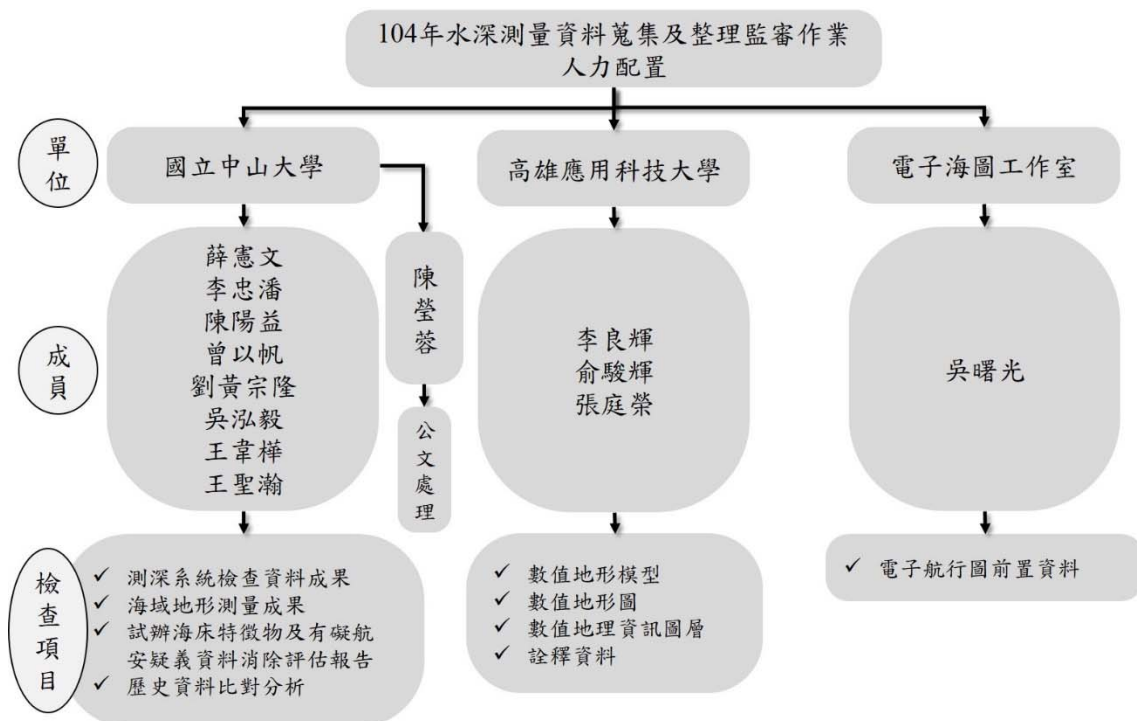 104年水深測量資料蒐集及整理監審作業
人力配置
單位
國立中山大學
高雄應用科技大學
電子海圖工作室
成員
薛憲文
李忠潘
陳陽益
曾以帆
劉黃宗隆
吳泓毅
王韋樺
王聖瀚
陳瑩蓉
公文處理
李良輝
俞駿輝
張庭榮
吳曙光
檢查項目
✓ 測深系統檢查資料成果
✓ 海域地形測量成果
✓ 試辦海床特徵物及有礙航
安疑義資料消除評估報告
✓ 歷史資料比對分析
✓ 數值地形模型
✓ 數值地形圖
✓ 數值地理資訊圖層
✓ 詮釋資料
✓ 電子航行圖前置資料